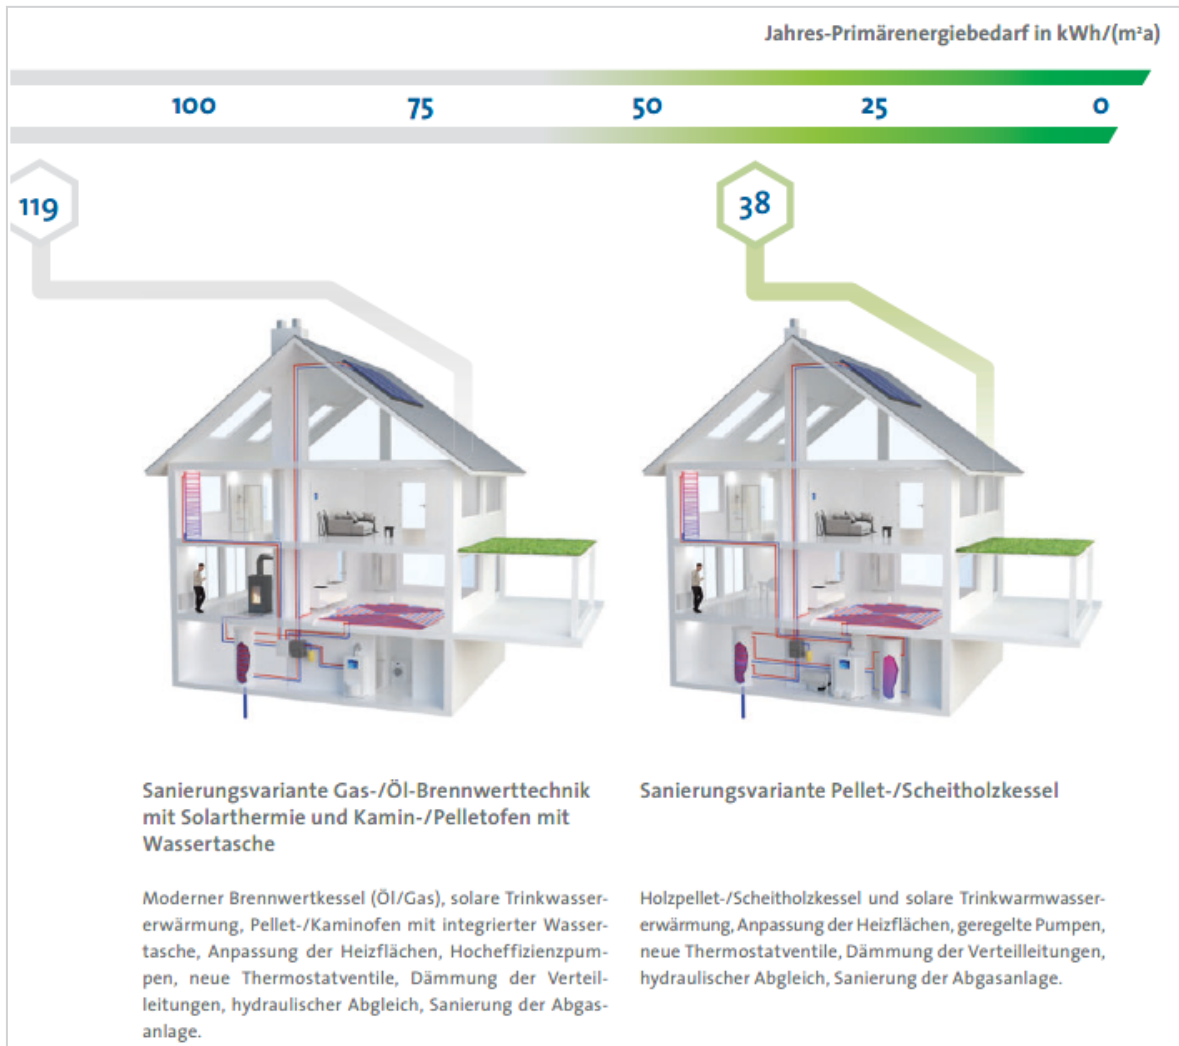 Jahres-Primärenergiebedarf in kWh/(m²a)
100 75 50 25 0
119 38
Sanierungsvariante Gas-/Öl-Brennwerttechnik
mit Solarthermie und Kamin-/Pelletofen mit
Wassertasche
Moderner Brennwertkessel (Öl/Gas), solare Trinkwasser-
erwärmung, Pellet-/Kaminofen mit integrierter Wasser-
tasche, Anpassung der Heizflächen, Hocheffizienzpum-
pen, neue Thermostatventile, Dämmung der Verteil-
leitungen, hydraulischer Abgleich, Sanierung der Abgas-
anlage.
Sanierungsvariante Pellet-/Scheitholzkessel
Holzpellet-/Scheitholzkessel und solare Trinkwarmwasser-
erwärmung, Anpassung der Heizflächen, geregelte Pumpen,
neue Thermostatventile, Dämmung der Verteilleitungen,
hydraulischer Abgleich, Sanierung der Abgasanlage.